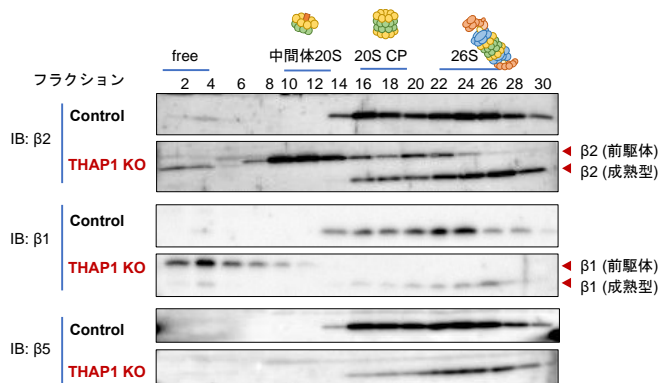 free
中間体20S
20S CP
26S
フラクション
2 4 6 8 10 12 14 16 18 20 22 24 26 28 30
IB: β2
Control
THAP1 KO
β2 (前駆体)
β2 (成熟型)
IB: β1
Control
THAP1 KO
β1 (前駆体)
β1 (成熟型)
IB: β5
Control
THAP1 KO